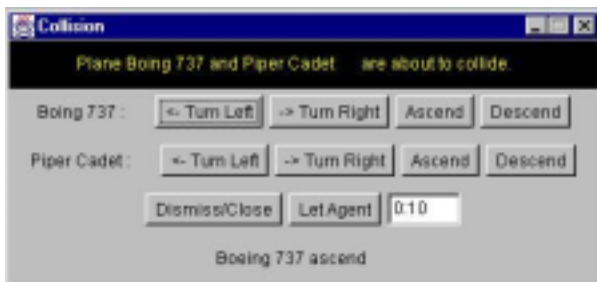 Collision
Plane Boing 737 and Piper Cadet are about to collide.
Boing 737 : <- Turn Left -> Turn Right Ascend Descend
Piper Cadet : <- Turn Left -> Turn Right Ascend Descend
Dismiss/Close Let Agent 0:10
Boeing 737 ascend